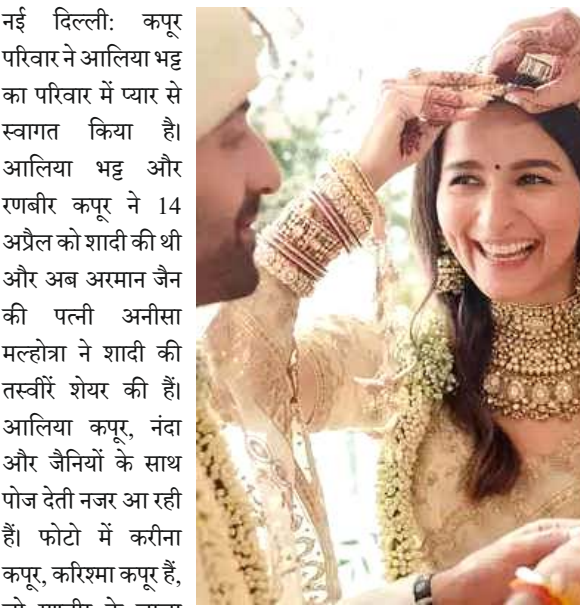 नई दिल्ली: कपूर
परिवार ने आलिया भट्ट
का परिवार में प्यार से
स्वागत किया है।
आलिया भट्ट और
रणबीर कपूर ने 14
अप्रैल को शादी की थी
और अब अरमान जैन
की पत्नी अनीसा
मल्होत्रा ने शादी की
तस्वीरें शेयर की हैं।
आलिया कपूर, नंदा
और जैनियों के साथ
पोज देती नजर आ रही
हैं। फोटो में करीना
कपूर, करिश्मा कपूर हैं,